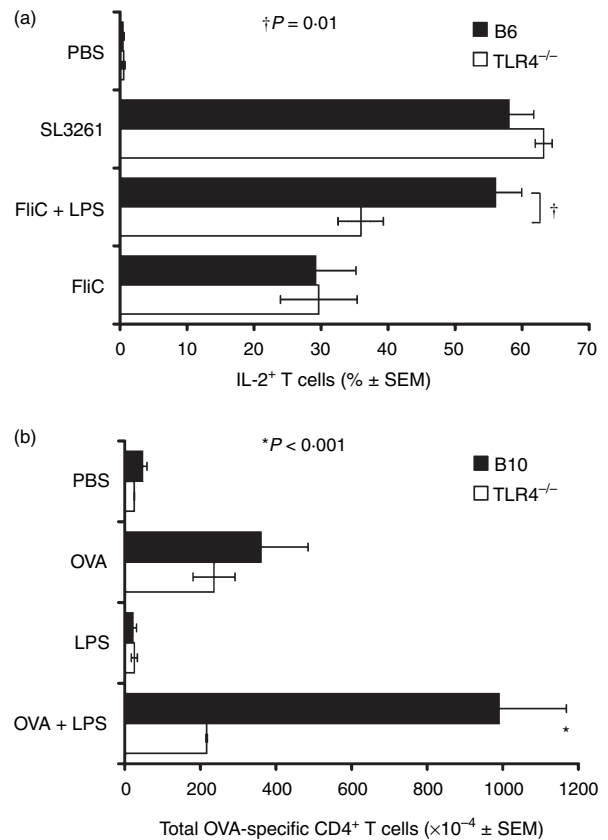 (a)
†P = 0·01
B6
TLR4⁻/⁻
PBS
SL3261
FliC + LPS
†
FliC
0 10 20 30 40 50 60 70
IL-2⁺ T cells (% ± SEM)
(b)
*P < 0·001
B10
TLR4⁻/⁻
PBS
OVA
LPS
OVA + LPS
*
0 200 400 600 800 1000 1200
Total OVA-specific CD4⁺ T cells (×10⁻⁴ ± SEM)